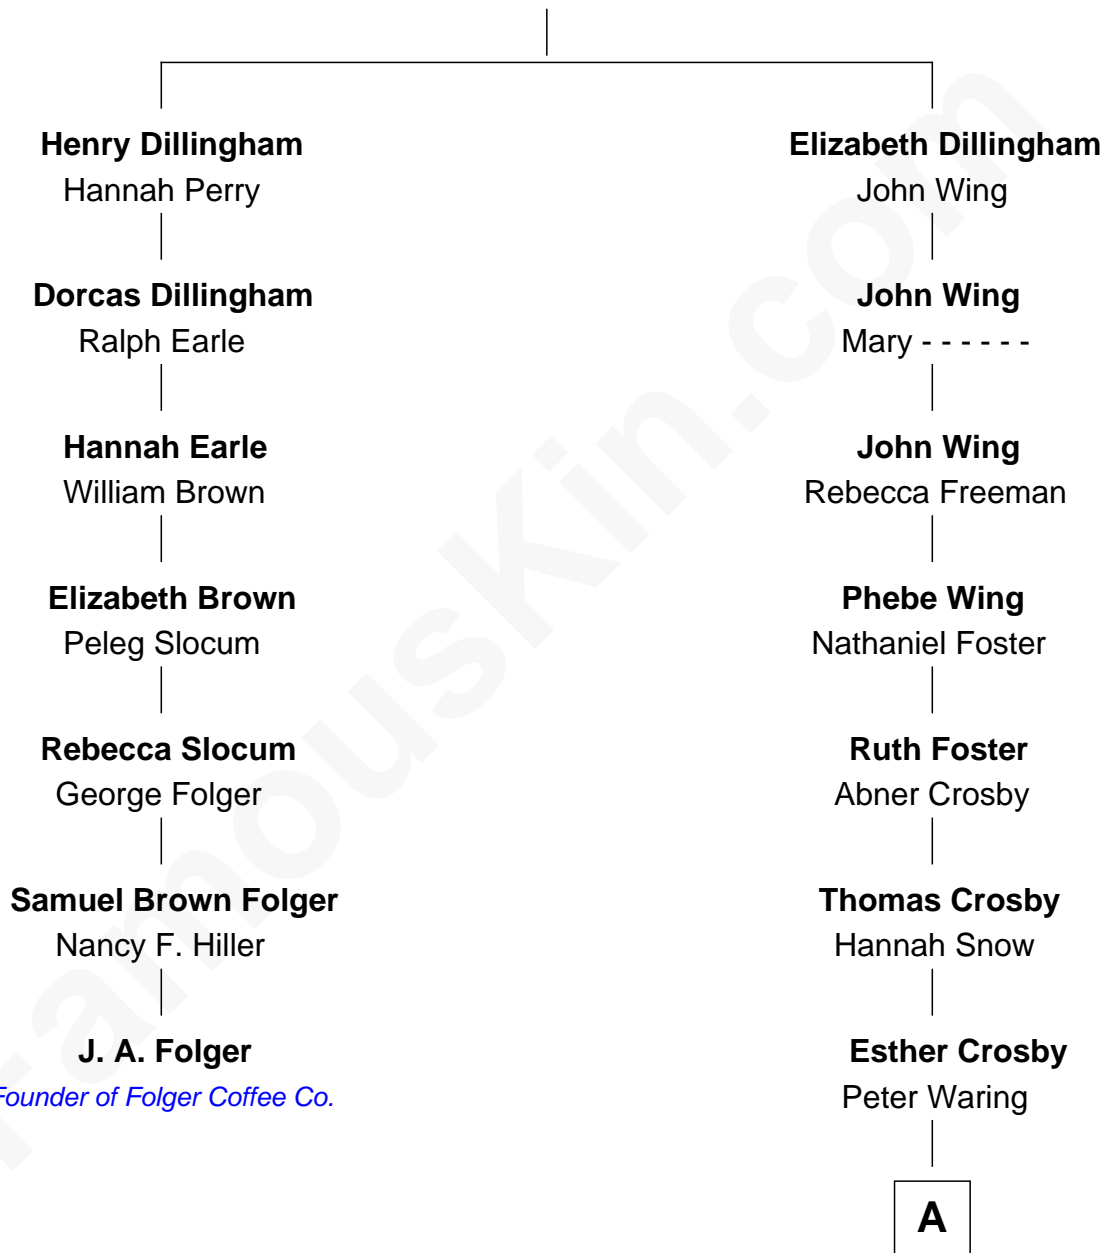 Henry Dillingham
Hannah Perry
Dorcas Dillingham
Ralph Earle
Hannah Earle
William Brown
Elizabeth Brown
Peleg Slocum
Rebecca Slocum
George Folger
Samuel Brown Folger
Nancy F. Hiller
J. A. Folger
Founder of Folger Coffee Co.
Elizabeth Dillingham
John Wing
John Wing
Mary - - - - - -
John Wing
Rebecca Freeman
Phebe Wing
Nathaniel Foster
Ruth Foster
Abner Crosby
Thomas Crosby
Hannah Snow
Esther Crosby
Peter Waring
A
FamousKin.com